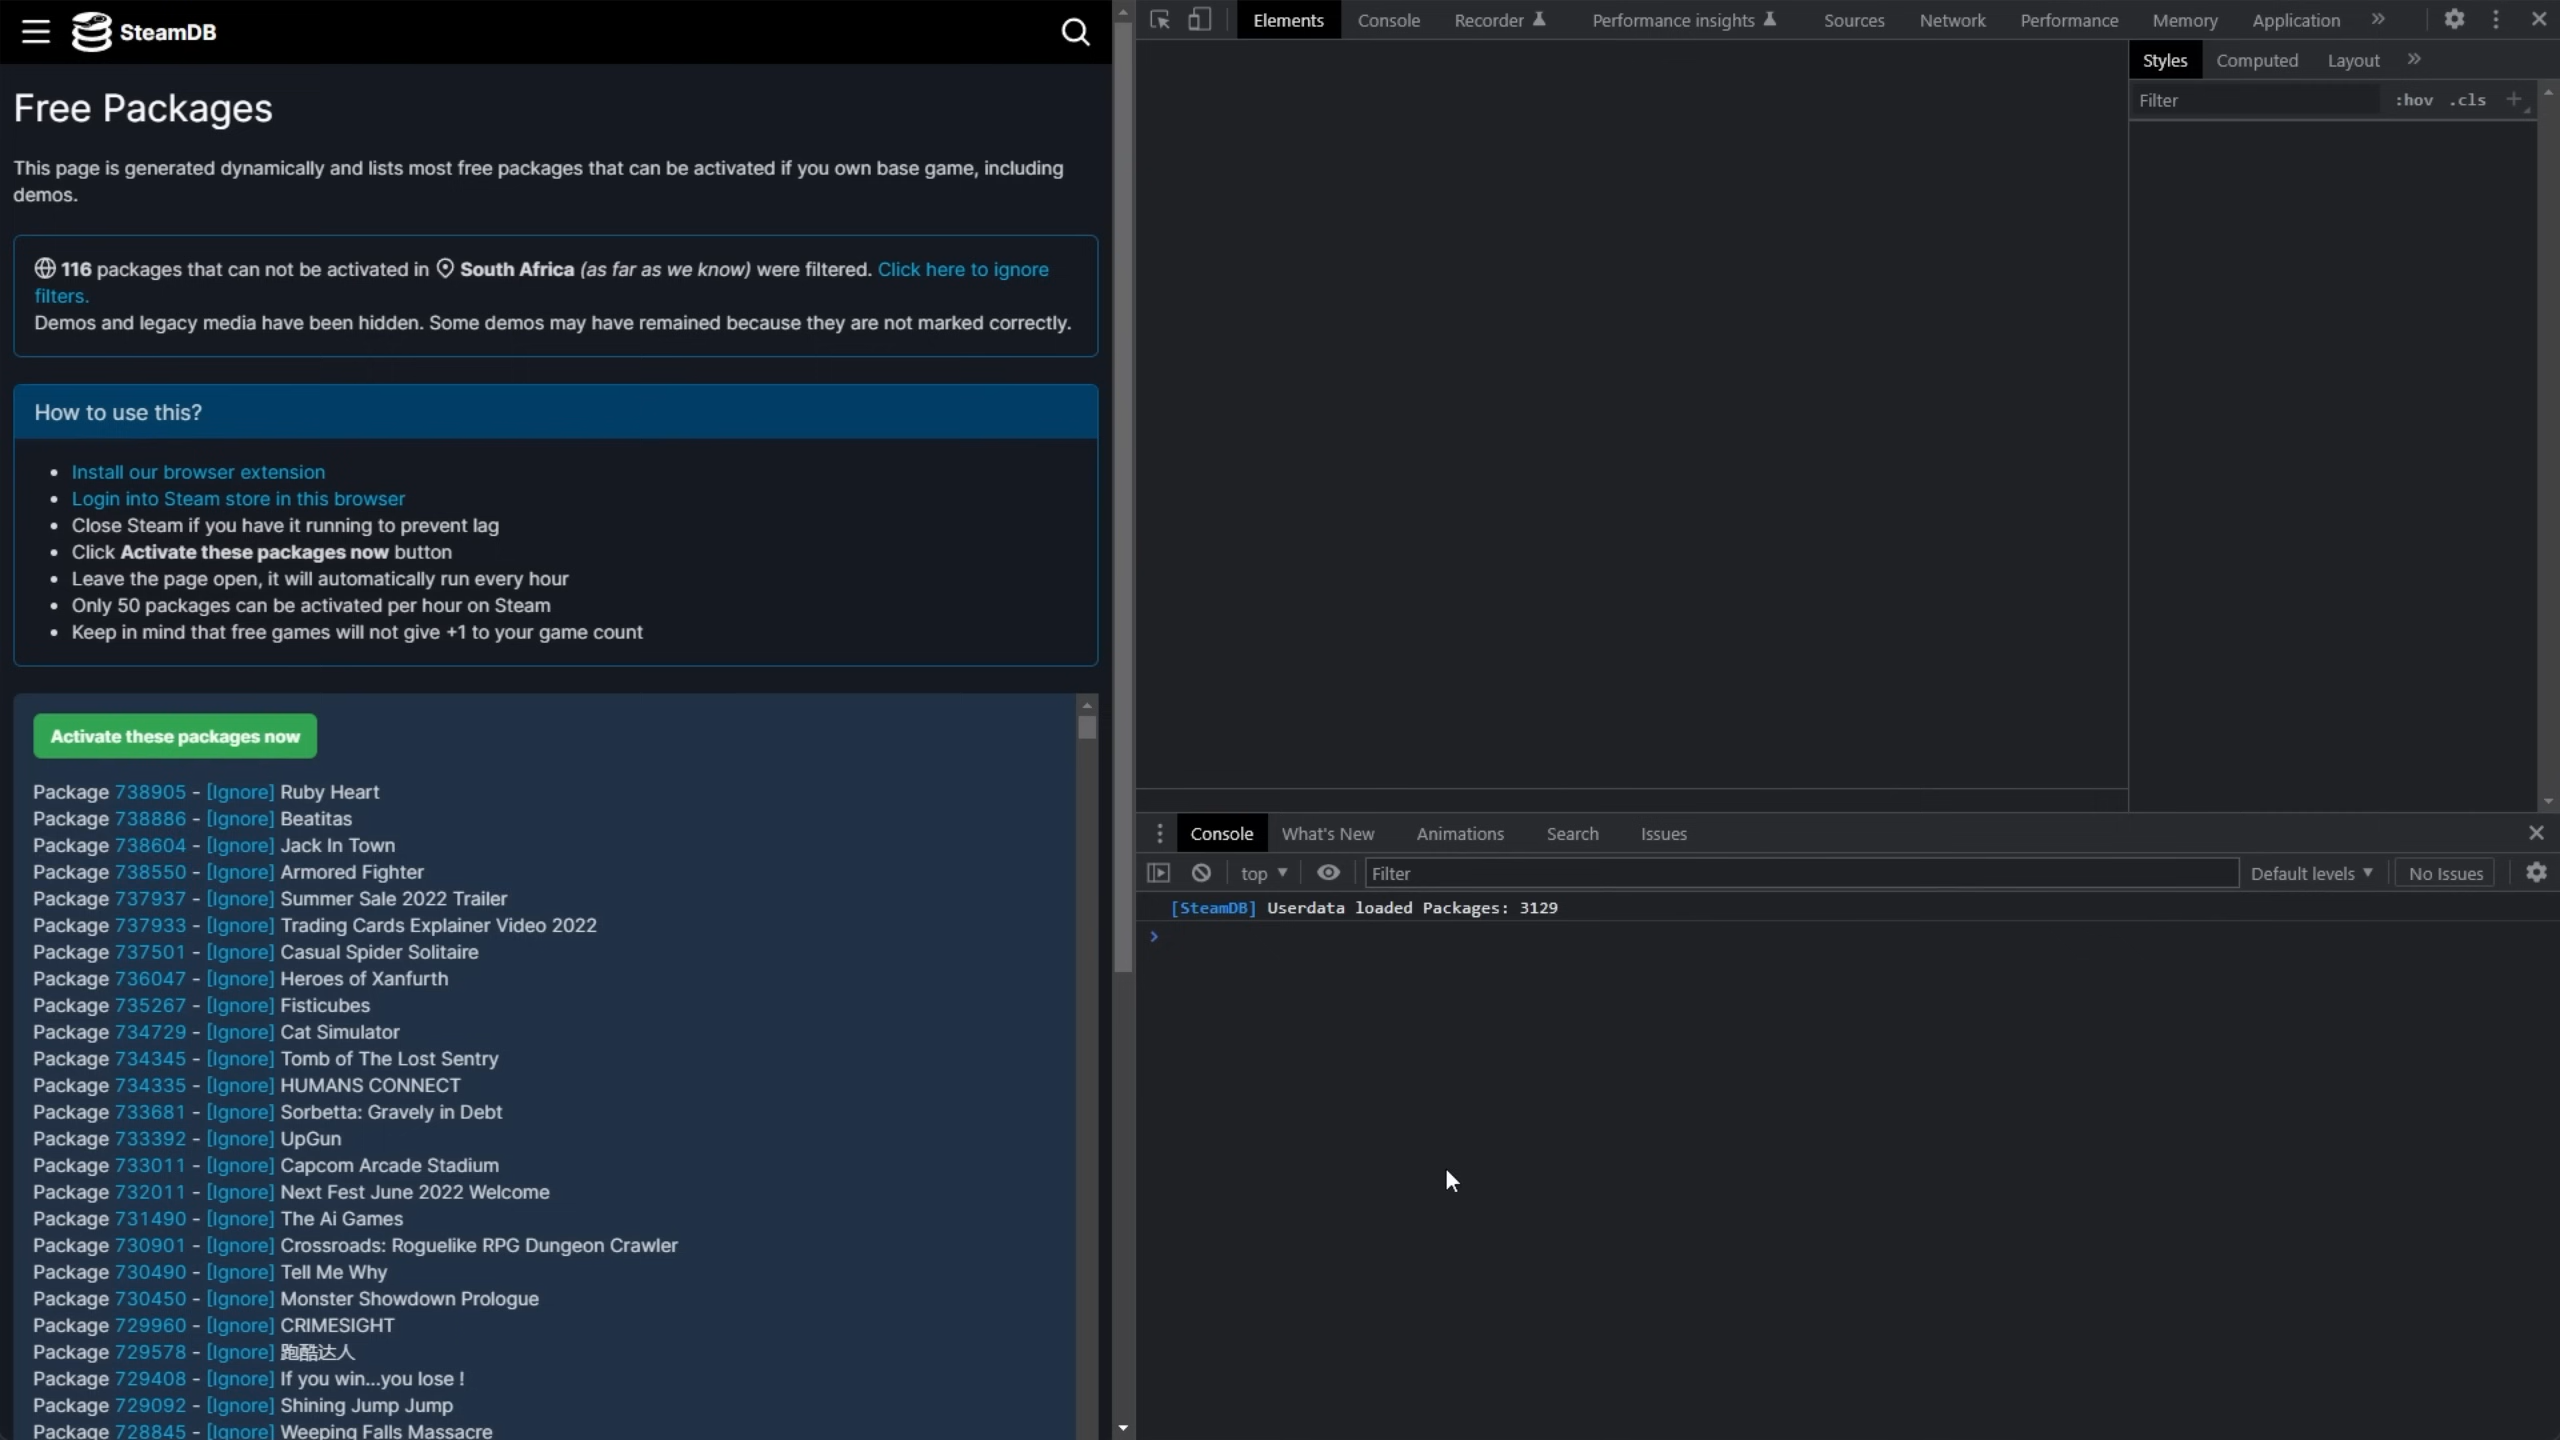 SteamDB
Free Packages
This page is generated dynamically and lists most free packages that can be activated if you own base game, including
demos.
116 packages that can not be activated in South Africa (as far as we know) were filtered. Click here to ignore
filters.
Demos and legacy media have been hidden. Some demos may have remained because they are not marked correctly.
How to use this?
• Install our browser extension
• Login into Steam store in this browser
• Close Steam if you have it running to prevent lag
• Click Activate these packages now button
• Leave the page open, it will automatically run every hour
• Only 50 packages can be activated per hour on Steam
• Keep in mind that free games will not give +1 to your game count
Activate these packages now
Package 738905 - [Ignore] Ruby Heart
Package 738886 - [Ignore] Beatitas
Package 738604 - [Ignore] Jack In Town
Package 738550 - [Ignore] Armored Fighter
Package 737937 - [Ignore] Summer Sale 2022 Trailer
Package 737933 - [Ignore] Trading Cards Explainer Video 2022
Package 737501 - [Ignore] Casual Spider Solitaire
Package 736047 - [Ignore] Heroes of Xanfurth
Package 735267 - [Ignore] Fisticubes
Package 734729 - [Ignore] Cat Simulator
Package 734345 - [Ignore] Tomb of The Lost Sentry
Package 734335 - [Ignore] HUMANS CONNECT
Package 733681 - [Ignore] Sorbetta: Gravely in Debt
Package 733392 - [Ignore] UpGun
Package 733011 - [Ignore] Capcom Arcade Stadium
Package 732011 - [Ignore] Next Fest June 2022 Welcome
Package 731490 - [Ignore] The Ai Games
Package 730901 - [Ignore] Crossroads: Roguelike RPG Dungeon Crawler
Package 730490 - [Ignore] Tell Me Why
Package 730450 - [Ignore] Monster Showdown Prologue
Package 729960 - [Ignore] CRIMESIGHT
Package 729578 - [Ignore] 跑酷达人
Package 729408 - [Ignore] If you win...you lose !
Package 729092 - [Ignore] Shining Jump Jump
Package 728845 - [Ignore] Weeping Falls Massacre
Elements Console Recorder Performance insights Sources Network Performance Memory Application »
Styles Computed Layout »
Filter :hov .cls +
Console What's New Animations Search Issues
top ▼ Filter Default levels ▼ No Issues
[SteamDB] Userdata loaded Packages: 3129
>